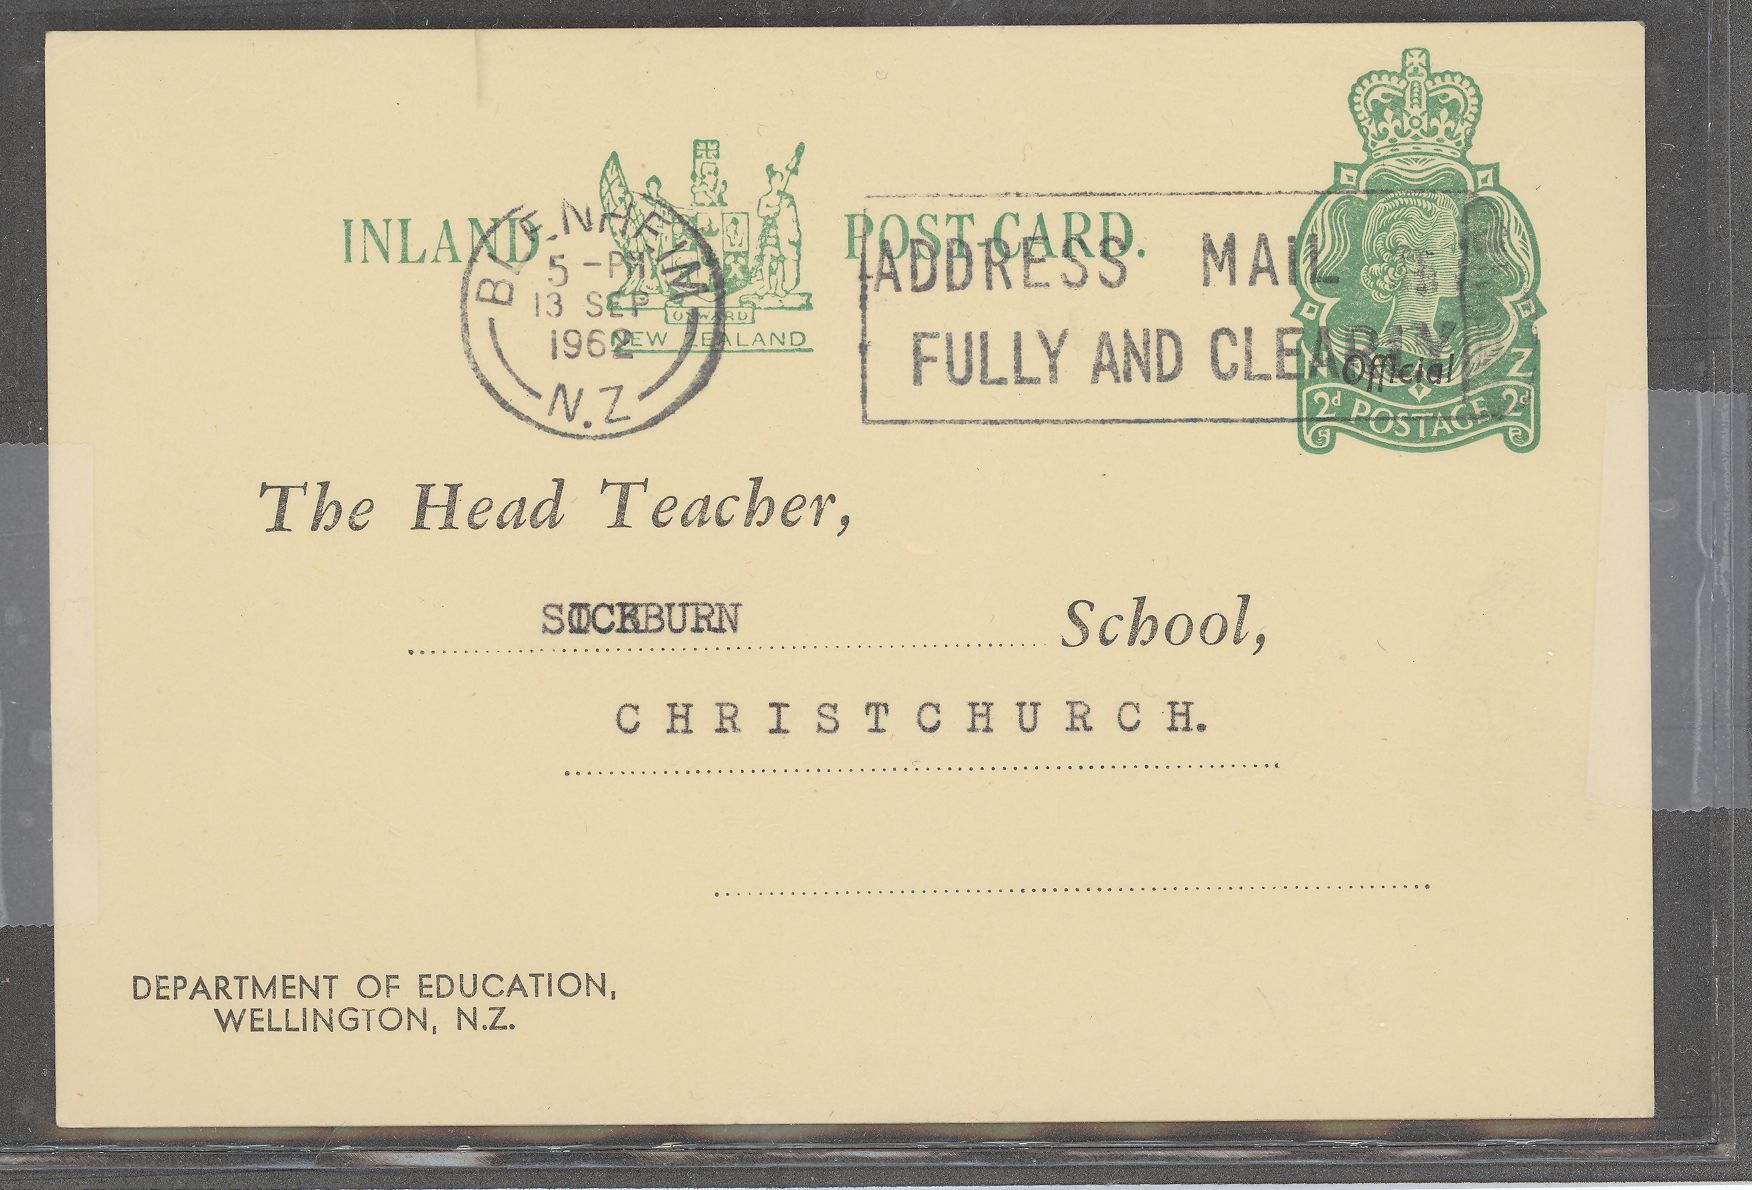 INLAND POST-CARD.
ONWARD
NEW ZEALAND
BLENHEIM
5 -PM
13 SEP
1962
N.Z
ADDRESS MAIL
FULLY AND CLEARLY
Official
Z
2d POSTAGE 2d
The Head Teacher,
SOCKBURN School,
CHRISTCHURCH.
DEPARTMENT OF EDUCATION,
WELLINGTON, N.Z.